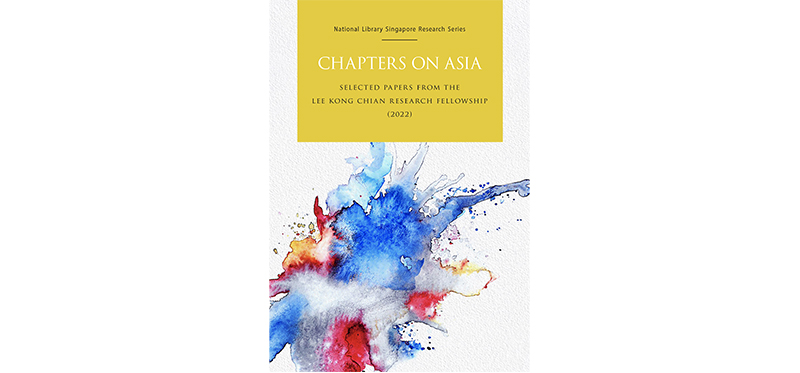 National Library Singapore Research Series
CHAPTERS ON ASIA
SELECTED PAPERS FROM THE
LEE KONG CHIAN RESEARCH FELLOWSHIP
(2022)